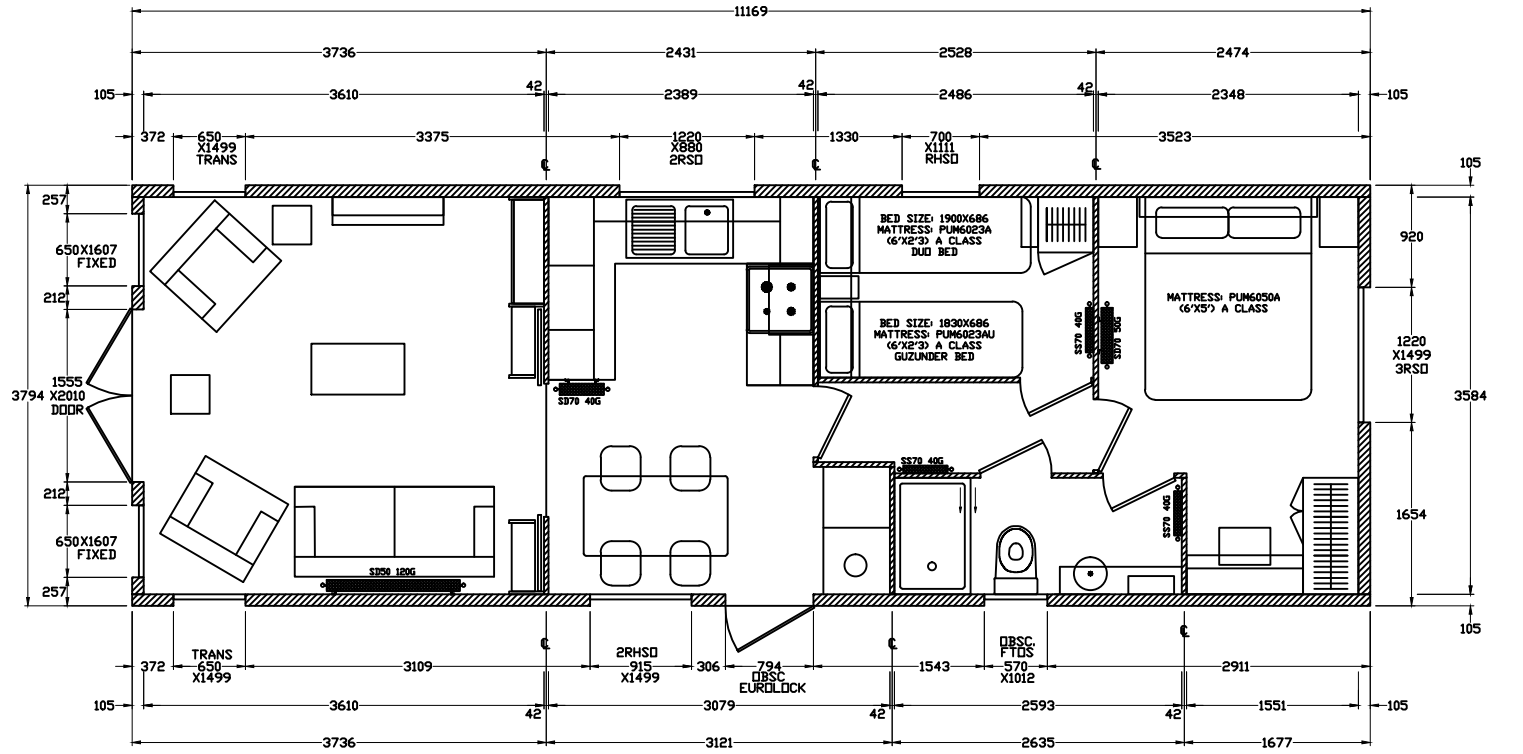 11169
3736 2431 2528 2474
42 42 42
105 3610 2389 2486 2348 105
372 650 3375 1220 1330 700 3523
X1499 X880 X1111
TRANS 2RSO RHSO
℄ ℄ ℄
105
257
650X1607
FIXED
212
3794
1555
X2010
DOOR
212
650X1607
FIXED
257
BED SIZE: 1900X686
MATTRESS: PUM6023A
(6'X2'3) A CLASS
DUO BED
BED SIZE: 1830X686
MATTRESS: PUM6023AU
(6'X2'3) A CLASS
GUZUNDER BED
MATTRESS: PUM6050A
(6'X5') A CLASS
SS70 40G
SD70 50G
SD70 40G
SS70 40G
SS70 40G
SD50 120G
920
1220
X1499
3RSO
3584
1654
105
℄ ℄ ℄
TRANS 2RHSO OBSC.
FTOS
372 650 3109 915 306 794 1543 570 2911
X1499 X1499 OBSC X1012
EUROLOCK
105 3610 3079 2593 1551 105
42 42 42
3736 3121 2635 1677